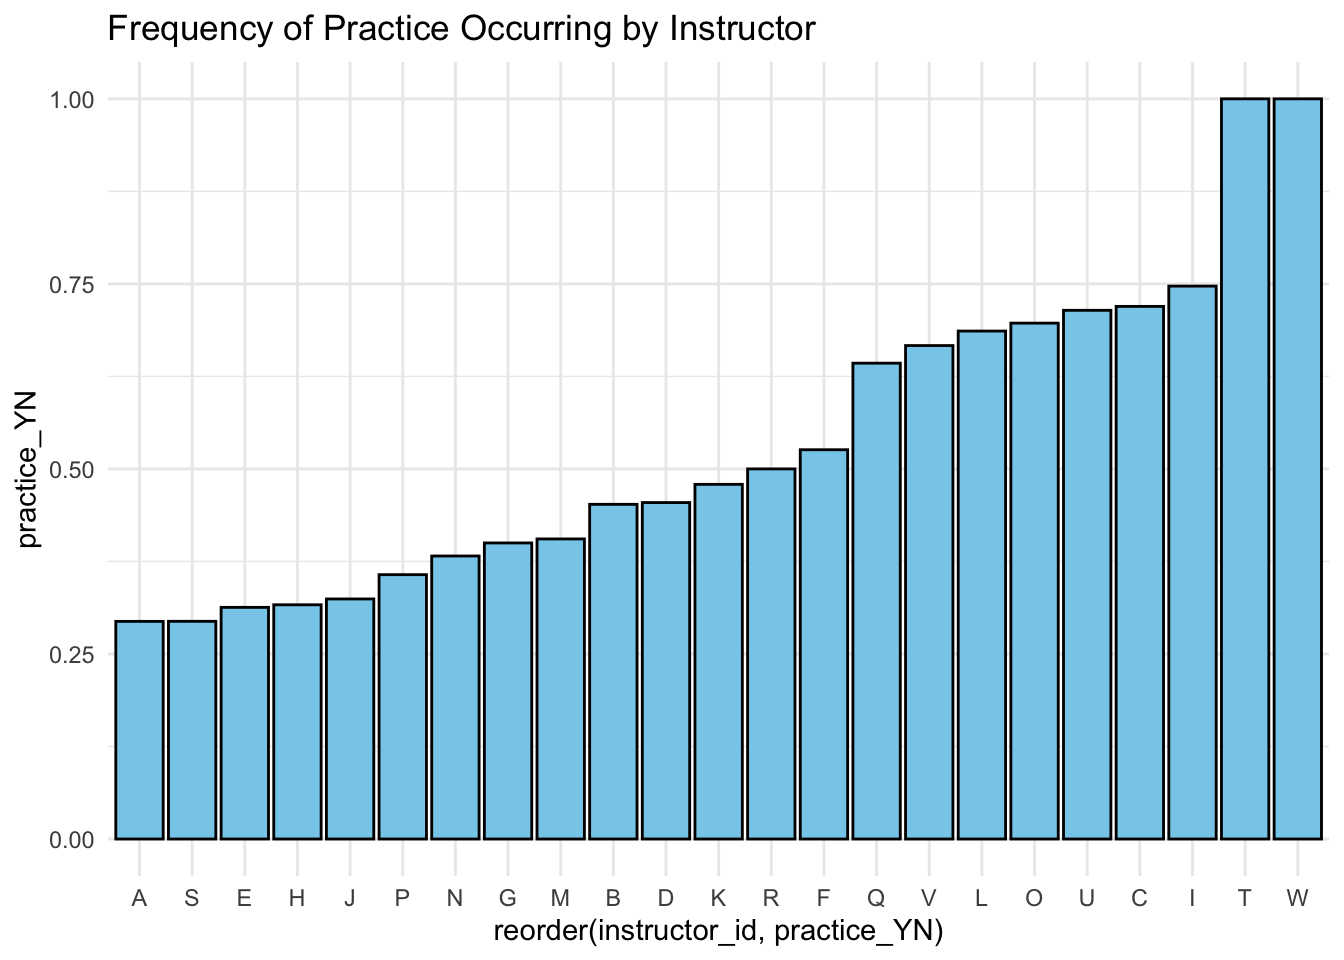 Frequency of Practice Occurring by Instructor
1.00
0.75
0.50
0.25
0.00
practice_YN
A S E H J P N G M B D K R F Q V L O U C I T W
reorder(instructor_id, practice_YN)